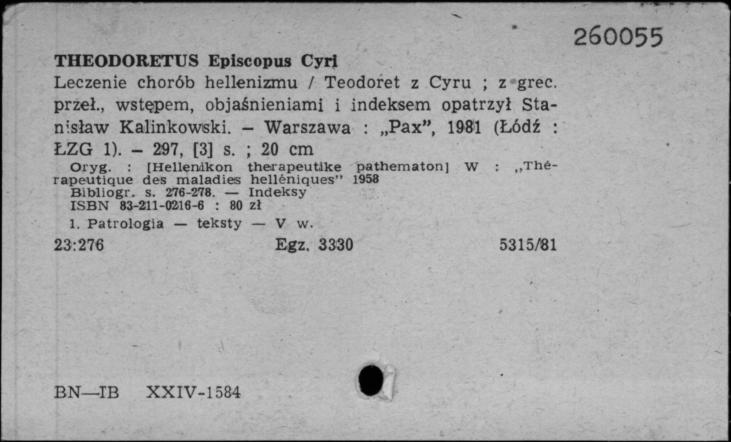 260055
THEODORETUS Episcopus Cyri
Leczenie chorób hellenizmu / Teodoret z Cyru ; z grec.
przeł., wstępem, objaśnieniami i indeksem opatrzył Sta-
nisław Kalinkowski. — Warszawa : „Pax”, 1981 (Łódź :
ŁZG 1). — 297, [3] s. ; 20 cm
Oryg. : [Hellenikon therapeutike pathematon] W : „Thé-
rapeutique des maladies helléniques” 1958
Bibliogr. s. 276-278. — Indeksy
ISBN 83-211-0216-6 : 80 zł
1. Patrologia — teksty — V w.
23:276 Egz. 3330 5315/81
BN—IB XXIV-1584